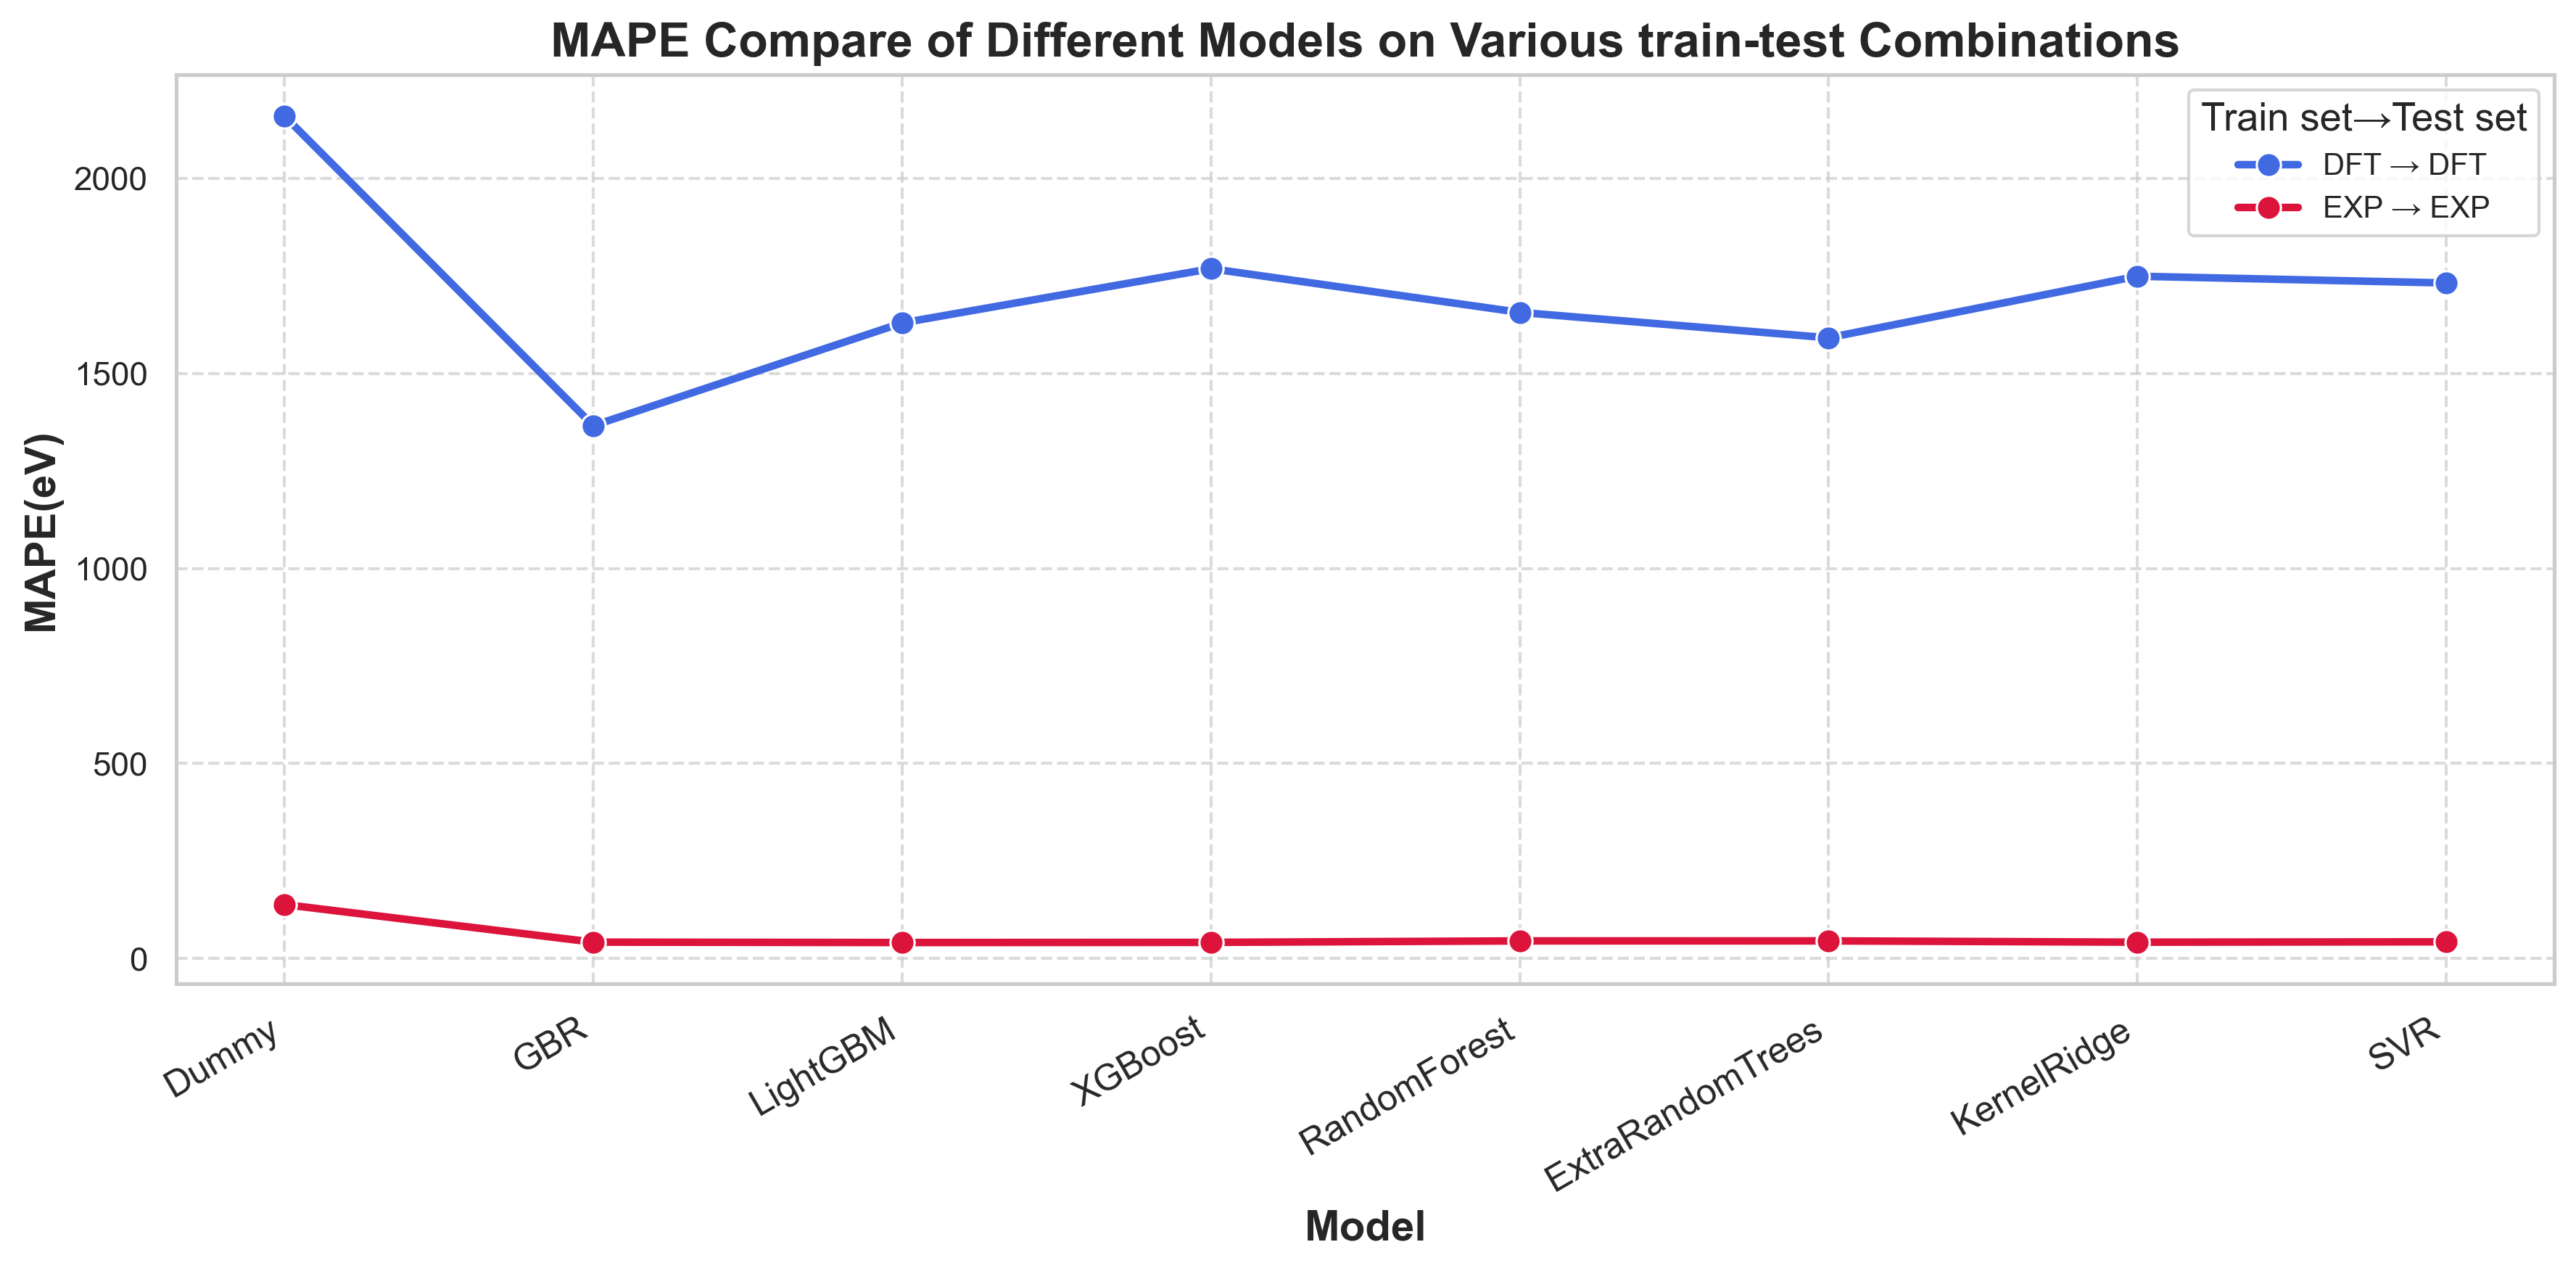 MAPE Compare of Different Models on Various train-test Combinations
Train set→Test set
DFT → DFT
EXP → EXP
MAPE(eV)
2000
1500
1000
500
0
Dummy
GBR
LightGBM
XGBoost
RandomForest
ExtraRandomTrees
KernelRidge
SVR
Model